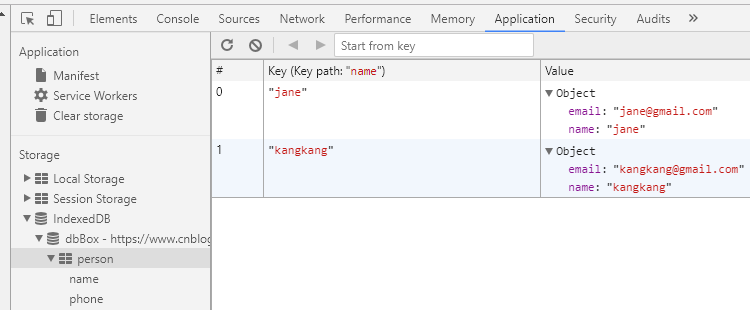 Elements Console Sources Network Performance Memory Application Security Audits »
Application
Manifest
Service Workers
Clear storage
Storage
Local Storage
Session Storage
IndexedDB
dbBox - https://www.cnblog
person
name
phone
Start from key
# Key (Key path: "name") Value
0 "jane" Object
email: "jane@gmail.com"
name: "jane"
1 "kangkang" Object
email: "kangkang@gmail.com"
name: "kangkang"